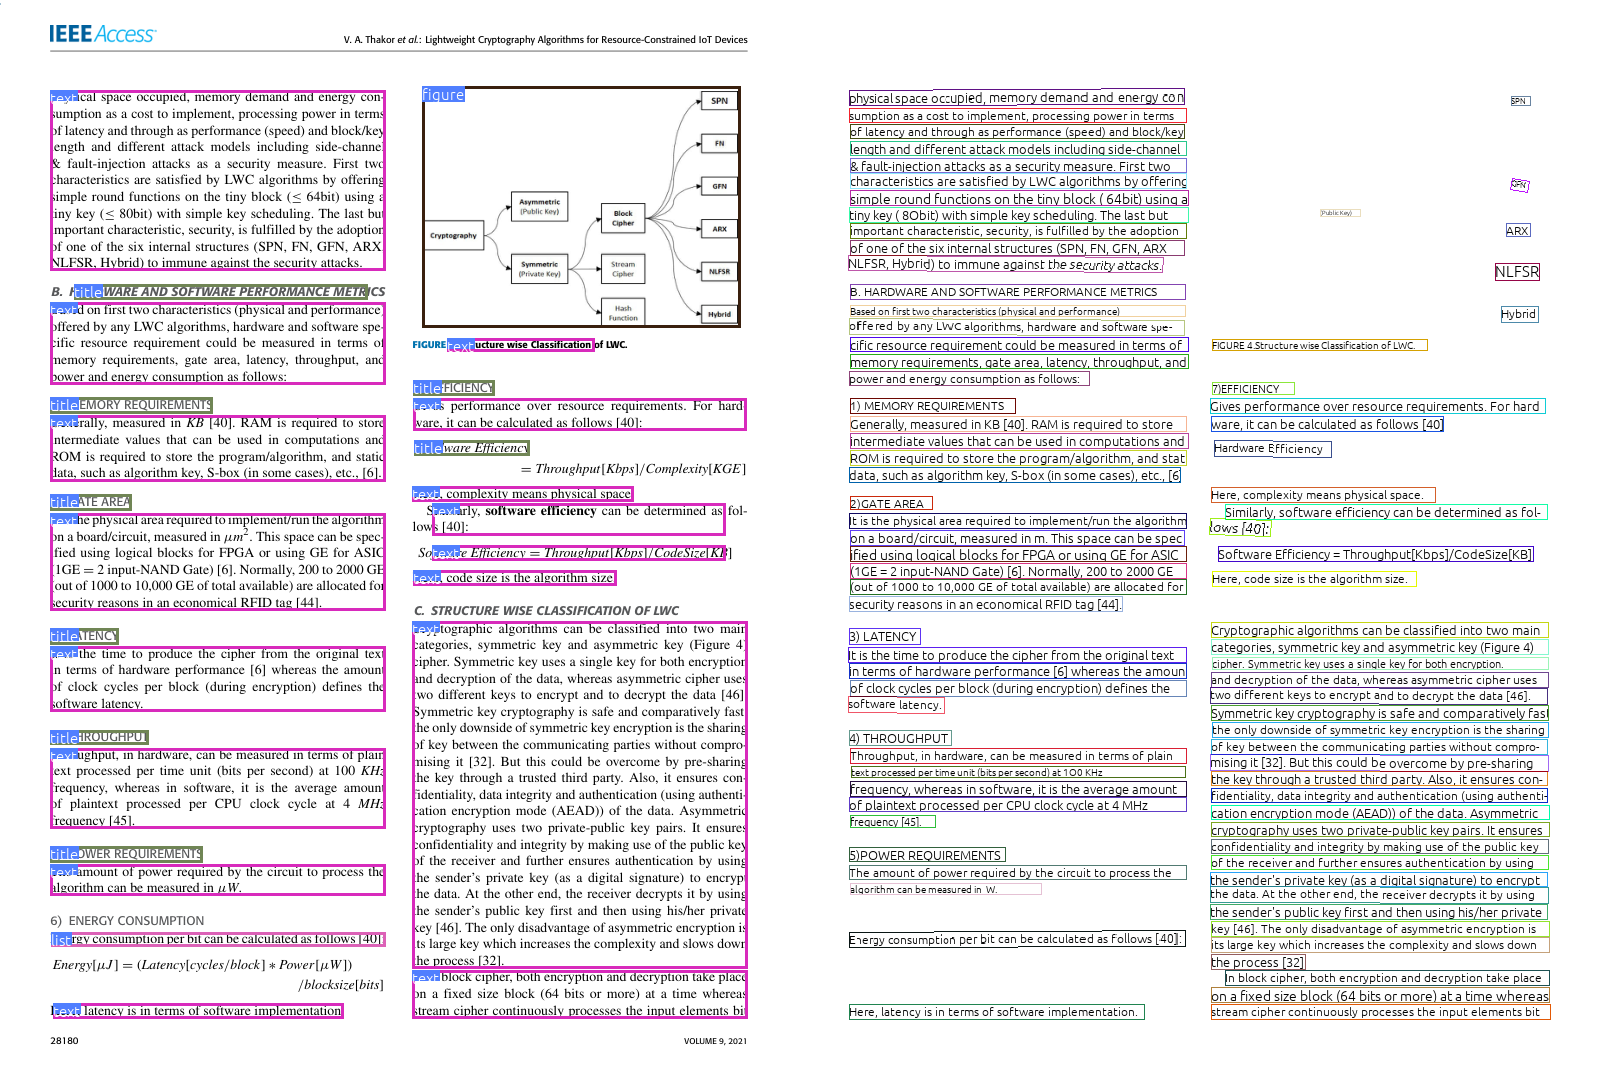 IEEE Access
V. A. Thakor et al.: Lightweight Cryptography Algorithms for Resource-Constrained IoT Devices
text ical space occupied, memory demand and energy con-
sumption as a cost to implement, processing power in terms
of latency and through as performance (speed) and block/key
length and different attack models including side-channel
& fault-injection attacks as a security measure. First two
characteristics are satisfied by LWC algorithms by offering
simple round functions on the tiny block (≤ 64bit) using a
tiny key (≤ 80bit) with simple key scheduling. The last but
important characteristic, security, is fulfilled by the adoption
of one of the six internal structures (SPN, FN, GFN, ARX
NLFSR, Hybrid) to immune against the security attacks.
B. H title WARE AND SOFTWARE PERFORMANCE METRICS
text d on first two characteristics (physical and performance)
offered by any LWC algorithms, hardware and software spe-
cific resource requirement could be measured in terms of
memory requirements, gate area, latency, throughput, and
power and energy consumption as follows:
title EMORY REQUIREMENTS
text erally, measured in KB [40]. RAM is required to store
intermediate values that can be used in computations and
ROM is required to store the program/algorithm, and static
data, such as algorithm key, S-box (in some cases), etc., [6].
title ATE AREA
text he physical area required to implement/run the algorithm
on a board/circuit, measured in μm². This space can be spec-
ified using logical blocks for FPGA or using GE for ASIC
(1GE = 2 input-NAND Gate) [6]. Normally, 200 to 2000 GE
(out of 1000 to 10,000 GE of total available) are allocated for
security reasons in an economical RFID tag [44].
title TENCY
text the time to produce the cipher from the original text
in terms of hardware performance [6] whereas the amount
of clock cycles per block (during encryption) defines the
software latency.
title HROUGHPUT
text ughput, in hardware, can be measured in terms of plain
text processed per time unit (bits per second) at 100 KHz
frequency, whereas in software, it is the average amount
of plaintext processed per CPU clock cycle at 4 MHz
frequency [45].
title OWER REQUIREMENTS
text amount of power required by the circuit to process the
algorithm can be measured in μW.
6) ENERGY CONSUMPTION
list rgy consumption per bit can be calculated as follows [40]
Energy[μJ] = (Latency[cycles/block] ∗ Power[μW])
/blocksize[bits]
text latency is in terms of software implementation
28180
figure
Cryptography
Asymmetric
(Public Key)
Symmetric
(Private Key)
Block
Cipher
Stream
Cipher
Hash
Function
SPN
FN
GFN
ARX
NLFSR
Hybrid
FIGURE text ucture wise Classification of LWC.
title FICIENCY
text s performance over resource requirements. For hard
ware, it can be calculated as follows [40]:
title ware Efficiency
= Throughput[Kbps]/Complexity[KGE]
text , complexity means physical space
S text arly, software efficiency can be determined as fol-
lows [40]:
So text e Efficiency = Throughput[Kbps]/CodeSize[KB]
text , code size is the algorithm size
C. STRUCTURE WISE CLASSIFICATION OF LWC
text yptographic algorithms can be classified into two main
categories, symmetric key and asymmetric key (Figure 4)
cipher. Symmetric key uses a single key for both encryption
and decryption of the data, whereas asymmetric cipher uses
two different keys to encrypt and to decrypt the data [46]
Symmetric key cryptography is safe and comparatively fast
the only downside of symmetric key encryption is the sharing
of key between the communicating parties without compro-
mising it [32]. But this could be overcome by pre-sharing
the key through a trusted third party. Also, it ensures con-
fidentiality, data integrity and authentication (using authenti-
cation encryption mode (AEAD)) of the data. Asymmetric
cryptography uses two private-public key pairs. It ensures
confidentiality and integrity by making use of the public key
of the receiver and further ensures authentication by using
the sender's private key (as a digital signature) to encrypt
the data. At the other end, the receiver decrypts it by using
the sender's public key first and then using his/her private
key [46]. The only disadvantage of asymmetric encryption is
its large key which increases the complexity and slows down
the process [32].
text block cipher, both encryption and decryption take place
on a fixed size block (64 bits or more) at a time whereas
stream cipher continuously processes the input elements bit
VOLUME 9, 2021
physical space occupied, memory demand and energy con
sumption as a cost to implement, processing power in terms
of latency and through as performance (speed) and block/key
length and different attack models including side-channel
& fault-injection attacks as a security measure. First two
characteristics are satisfied by LWC algorithms by offering
simple round functions on the tiny block ( 64bit) using a
tiny key ( 8Obit) with simple key scheduling. The last but
important characteristic, security, is fulfilled by the adoption
of one of the six internal structures (SPN, FN, GFN, ARX
NLFSR, Hybrid) to immune against the security attacks.
B. HARDWARE AND SOFTWARE PERFORMANCE METRICS
Based on first two characteristics (physical and performance)
offered by any LWC algorithms, hardware and software spe-
cific resource requirement could be measured in terms of
memory requirements, gate area, latency, throughput, and
power and energy consumption as follows:
1) MEMORY REQUIREMENTS
Generally, measured in KB [40]. RAM is required to store
intermediate values that can be used in computations and
ROM is required to store the program/algorithm, and stat
data, such as algorithm key, S-box (in some cases), etc., [6
2)GATE AREA
It is the physical area required to implement/run the algorithm
on a board/circuit, measured in m. This space can be spec
ified using logical blocks for FPGA or using GE for ASIC
(1GE = 2 input-NAND Gate) [6]. Normally, 200 to 2000 GE
(out of 1000 to 10,000 GE of total available) are allocated for
security reasons in an economical RFID tag [44].
3) LATENCY
It is the time to produce the cipher from the original text
in terms of hardware performance [6] whereas the amoun
of clock cycles per block (during encryption) defines the
software latency.
4) THROUGHPUT
Throughput, in hardware, can be measured in terms of plain
text processed per time unit (bits per second) at 1OO KHz
frequency, whereas in software, it is the average amount
of plaintext processed per CPU clock cycle at 4 MHz
frequency [45].
5)POWER REQUIREMENTS
The amount of power required by the circuit to process the
algorithm can be measured in W.
Energy consumption per bit can be calculated as Follows [40]:
Here, latency is in terms of software implementation.
SPN
GFN
(Public Key)
ARX
NLFSR
Hybrid
FIGURE 4.Structure wise Classification of LWC.
7)EFFICIENCY
Gives performance over resource requirements. For hard
ware, it can be calculated as follows [40]
Hardware Efficiency
Here, complexity means physical space.
Similarly, software efficiency can be determined as fol-
lows [40]:
Software Efficiency = Throughput[Kbps]/CodeSize[KB]
Here, code size is the algorithm size.
Cryptographic algorithms can be classified into two main
categories, symmetric key and asymmetric key (Figure 4)
cipher. Symmetric key uses a single key for both encryption.
and decryption of the data, whereas asymmetric cipher uses
two different keys to encrypt and to decrypt the data [46].
Symmetric key cryptography is safe and comparatively fast
the only downside of symmetric key encryption is the sharing
of key between the communicating parties without compro-
mising it [32]. But this could be overcome by pre-sharing
the key through a trusted third party. Also, it ensures con-
fidentiality, data integrity and authentication (using authenti-
cation encryption mode (AEAD)) of the data. Asymmetric
cryptography uses two private-public key pairs. It ensures
confidentiality and integrity by making use of the public key
of the receiver and further ensures authentication by using
the sender's private key (as a digital signature) to encrypt
the data. At the other end, the receiver decrypts it by using
the sender's public key first and then using his/her private
key [46]. The only disadvantage of asymmetric encryption is
its large key which increases the complexity and slows down
the process [32]
In block cipher, both encryption and decryption take place
on a fixed size block (64 bits or more) at a time whereas
stream cipher continuously processes the input elements bit